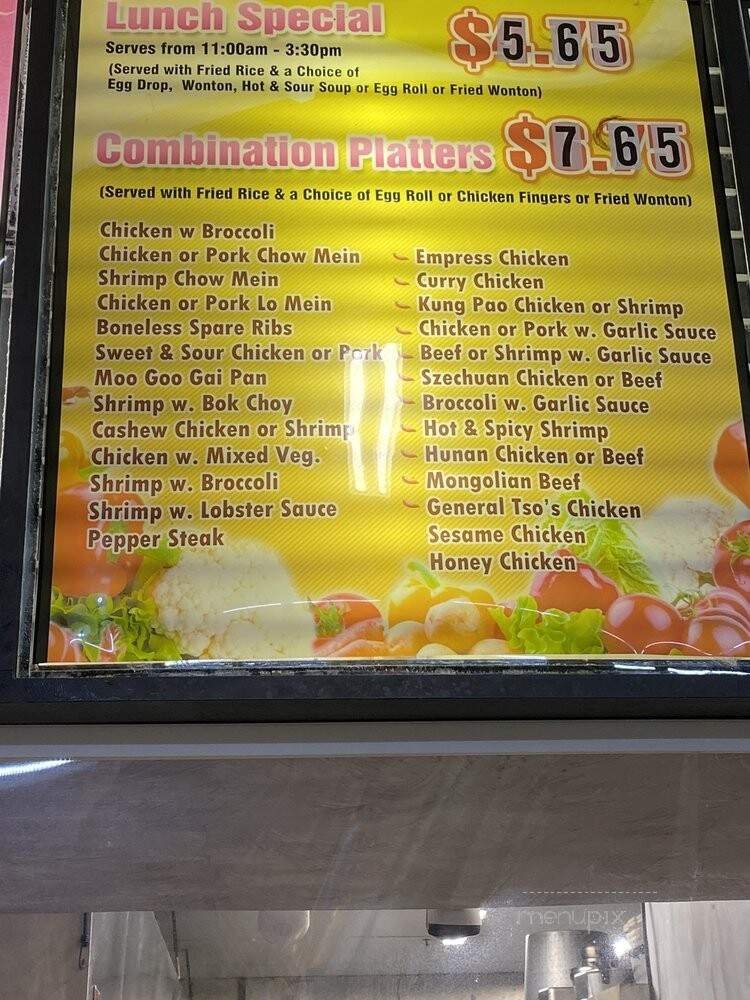 Lunch Special $5.65
Serves from 11:00am - 3:30pm
(Served with Fried Rice & a Choice of
Egg Drop, Wonton, Hot & Sour Soup or Egg Roll or Fried Wonton)
Combination Platters $7.65
(Served with Fried Rice & a Choice of Egg Roll or Chicken Fingers or Fried Wonton)
Chicken w Broccoli
Chicken or Pork Chow Mein
Shrimp Chow Mein
Chicken or Pork Lo Mein
Boneless Spare Ribs
Sweet & Sour Chicken or Pork
Moo Goo Gai Pan
Shrimp w. Bok Choy
Cashew Chicken or Shrimp
Chicken w. Mixed Veg.
Shrimp w. Broccoli
Shrimp w. Lobster Sauce
Pepper Steak
Empress Chicken
Curry Chicken
Kung Pao Chicken or Shrimp
Chicken or Pork w. Garlic Sauce
Beef or Shrimp w. Garlic Sauce
Szechuan Chicken or Beef
Broccoli w. Garlic Sauce
Hot & Spicy Shrimp
Hunan Chicken or Beef
Mongolian Beef
General Tso's Chicken
Sesame Chicken
Honey Chicken
menupix